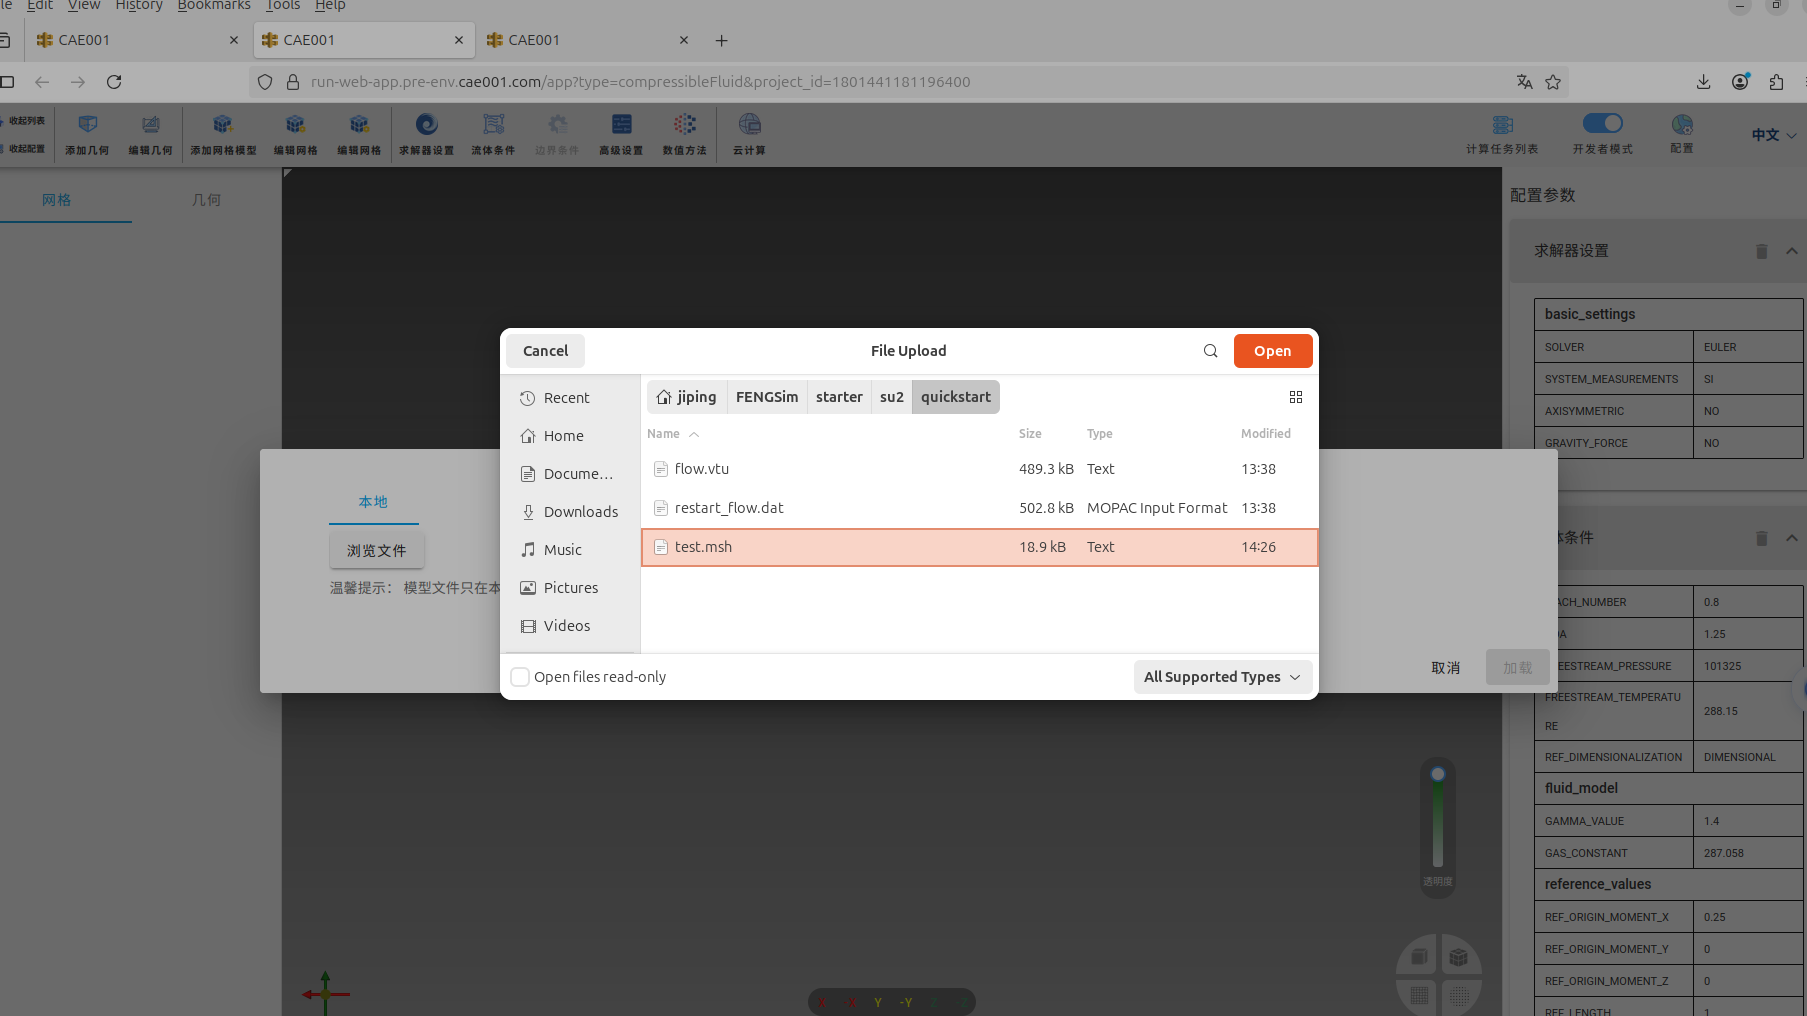 le Edit View History Bookmarks Tools Help
CAE001 CAE001 CAE001
run-web-app.pre-env.cae001.com/app?type=compressibleFluid&project_id=1801441181196400
收起列表
收起配置
添加几何 编辑几何 添加网格模型 编辑网格 编辑网格 求解器设置 流体条件 边界条件 高级设置 数值方法 云计算 计算任务列表 开发者模式 配置 中文
网格 几何
配置参数
求解器设置
basic_settings
SOLVER EULER
SYSTEM_MEASUREMENTS SI
AXISYMMETRIC NO
GRAVITY_FORCE NO
Cancel File Upload Open
Recent
Home
Docume…
Downloads
Music
Pictures
Videos
jiping FENGSim starter su2 quickstart
Name Size Type Modified
flow.vtu 489.3 kB Text 13:38
restart_flow.dat 502.8 kB MOPAC Input Format 13:38
test.msh 18.9 kB Text 14:26
Open files read-only All Supported Types
本地
浏览文件
温馨提示： 模型文件只在本
取消 加载
体条件
ACH_NUMBER 0.8
OA 1.25
EESTREAM_PRESSURE 101325
FREESTREAM_TEMPERATU
RE 288.15
REF_DIMENSIONALIZATION DIMENSIONAL
fluid_model
GAMMA_VALUE 1.4
GAS_CONSTANT 287.058
reference_values
REF_ORIGIN_MOMENT_X 0.25
REF_ORIGIN_MOMENT_Y 0
REF_ORIGIN_MOMENT_Z 0
REF_LENGTH 1
透明度
X -X Y -Y Z